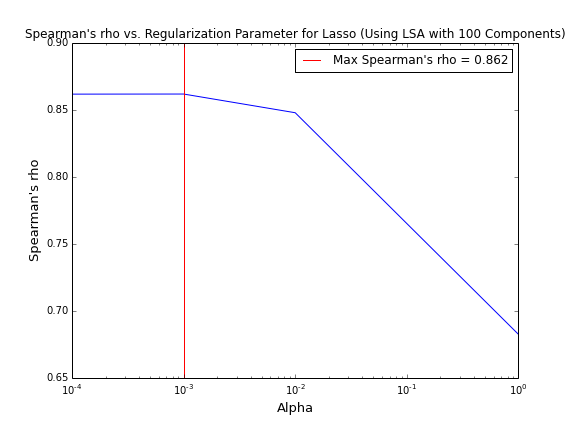 Spearman's rho vs. Regularization Parameter for Lasso (Using LSA with 100 Components)
Max Spearman's rho = 0.862
0.90
0.85
0.80
0.75
0.70
0.65
Spearman's rho
10⁻⁴ 10⁻³ 10⁻² 10⁻¹ 10⁰
Alpha